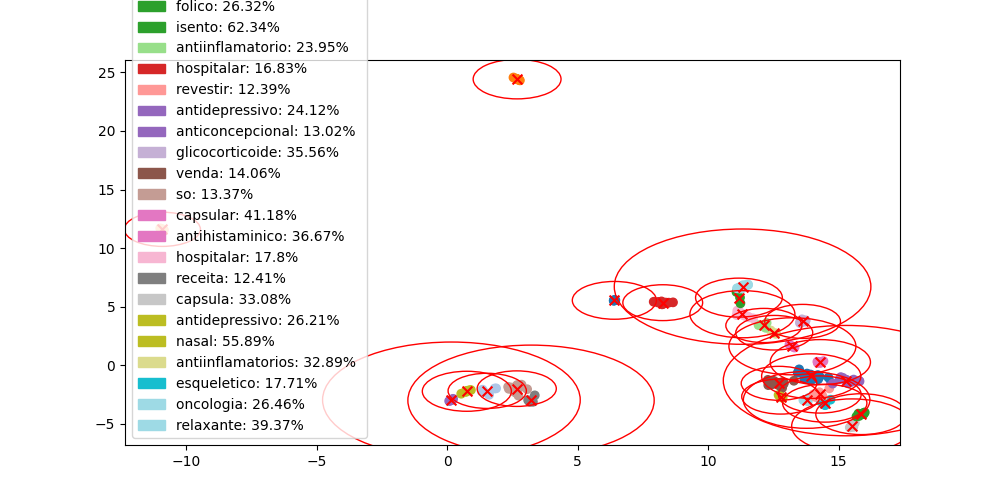 folico: 26.32%
isento: 62.34%
antiinflamatorio: 23.95%
hospitalar: 16.83%
revestir: 12.39%
antidepressivo: 24.12%
anticoncepcional: 13.02%
glicocorticoide: 35.56%
venda: 14.06%
so: 13.37%
capsular: 41.18%
antihistaminico: 36.67%
hospitalar: 17.8%
receita: 12.41%
capsula: 33.08%
antidepressivo: 26.21%
nasal: 55.89%
antiinflamatorios: 32.89%
esqueletico: 17.71%
oncologia: 26.46%
relaxante: 39.37%
25
20
15
10
5
0
−5
−10 −5 0 5 10 15